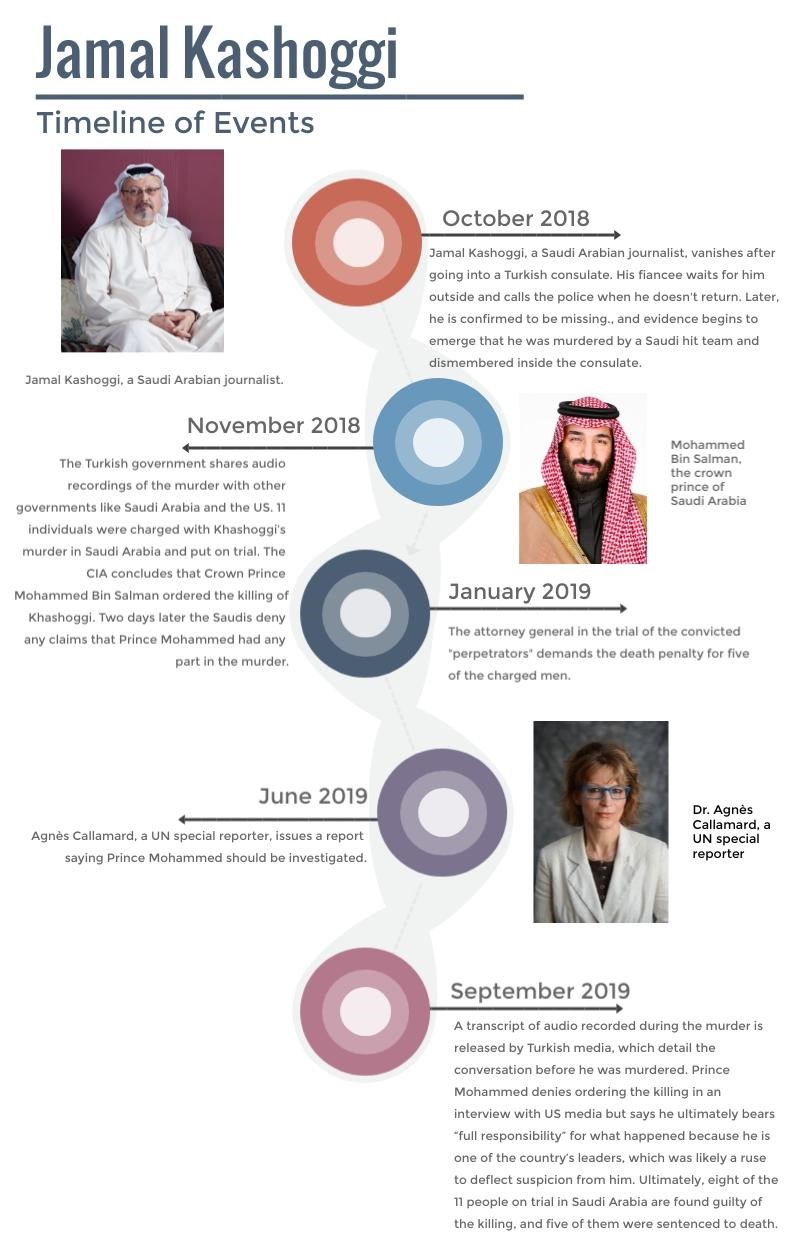 Jamal Kashoggi
Timeline of Events
Jamal Kashoggi, a Saudi Arabian journalist.
October 2018
Jamal Kashoggi, a Saudi Arabian journalist, vanishes after
going into a Turkish consulate. His fiancee waits for him
outside and calls the police when he doesn't return. Later,
he is confirmed to be missing., and evidence begins to
emerge that he was murdered by a Saudi hit team and
dismembered inside the consulate.
November 2018
The Turkish government shares audio
recordings of the murder with other
governments like Saudi Arabia and the US. 11
individuals were charged with Khashoggi's
murder in Saudi Arabia and put on trial. The
CIA concludes that Crown Prince
Mohammed Bin Salman ordered the killing of
Khashoggi. Two days later the Saudis deny
any claims that Prince Mohammed had any
part in the murder.
Mohammed
Bin Salman,
the crown
prince of
Saudi Arabia
January 2019
The attorney general in the trial of the convicted
"perpetrators" demands the death penalty for five
of the charged men.
June 2019
Agnès Callamard, a UN special reporter, issues a report
saying Prince Mohammed should be investigated.
Dr. Agnès
Callamard, a
UN special
reporter
September 2019
A transcript of audio recorded during the murder is
released by Turkish media, which detail the
conversation before he was murdered. Prince
Mohammed denies ordering the killing in an
interview with US media but says he ultimately bears
“full responsibility” for what happened because he is
one of the country’s leaders, which was likely a ruse
to deflect suspicion from him. Ultimately, eight of the
11 people on trial in Saudi Arabia are found guilty of
the killing, and five of them were sentenced to death.